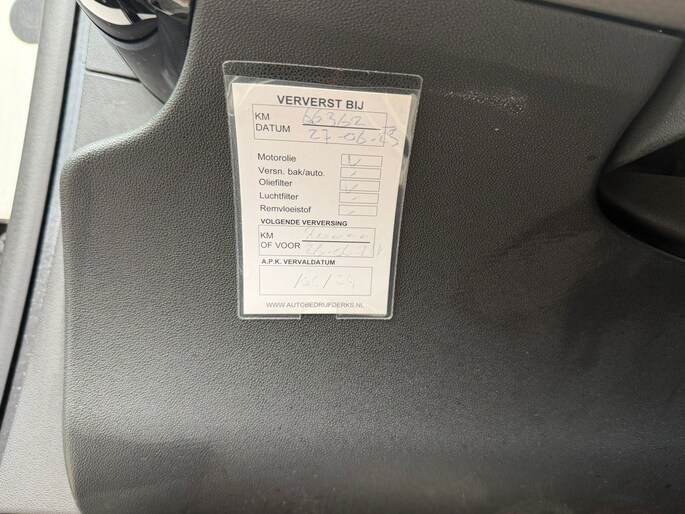 VERVERST BIJ
KM 66362
DATUM 27-06-23
Motorolie
Versn. bak/auto.
Oliefilter
Luchtfilter
Remvloeistof
VOLGENDE VERVERSING
KM
OF VOOR
A.P.K. VERVALDATUM
WWW.AUTOBEDRIJFDERKS.NL